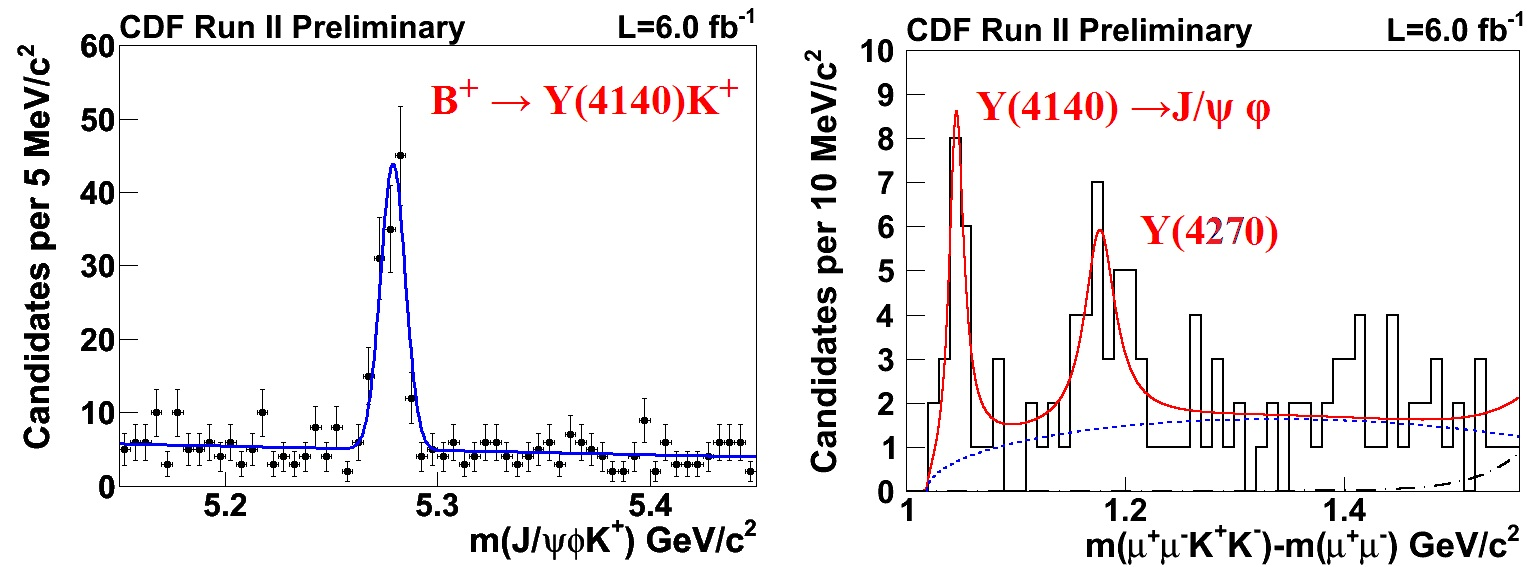 CDF Run II Preliminary L=6.0 fb⁻¹
B⁺ → Y(4140)K⁺
Candidates per 5 MeV/c²
60
50
40
30
20
10
0
5.2 5.3 5.4
m(J/ψϕK⁺) GeV/c²
CDF Run II Preliminary L=6.0 fb⁻¹
Y(4140) →J/ψ φ
Y(4270)
Candidates per 10 MeV/c²
10
9
8
7
6
5
4
3
2
1
0
1 1.2 1.4
m(μ⁺μ⁻K⁺K⁻)-m(μ⁺μ⁻) GeV/c²